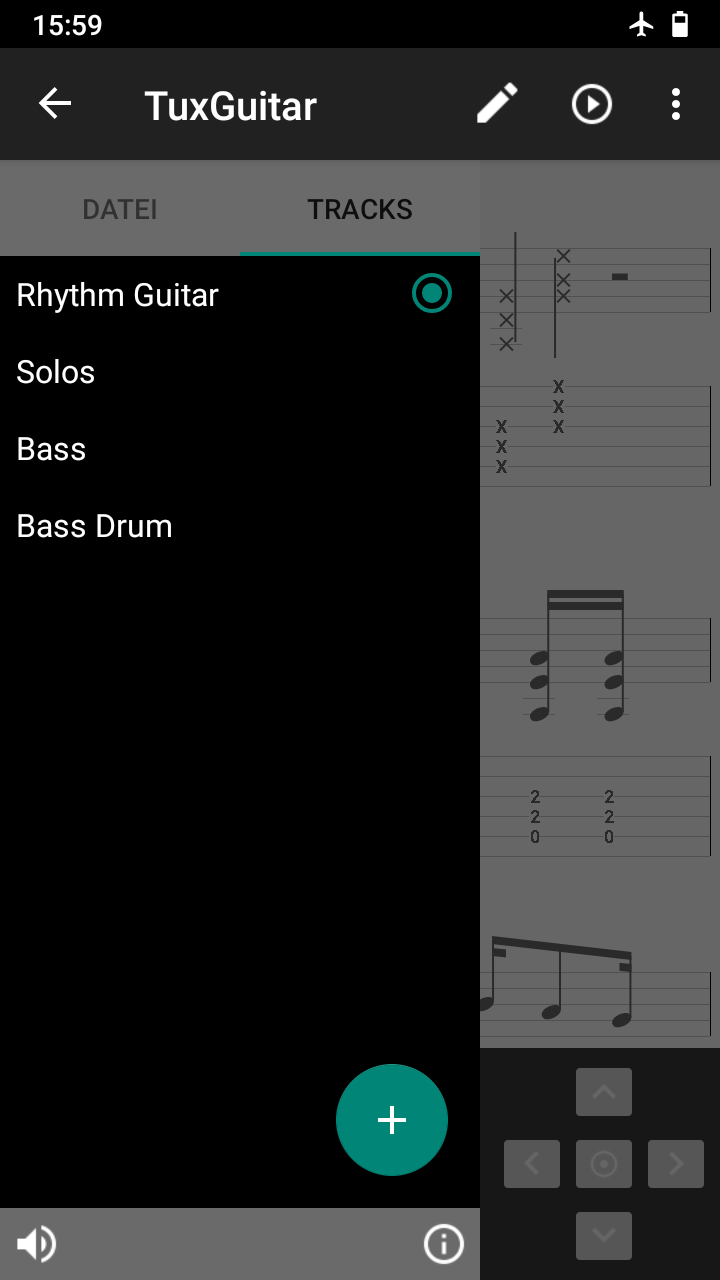 15:59
TuxGuitar
DATEI TRACKS
Rhythm Guitar
Solos
Bass
Bass Drum
X
X
X X
X
X
2 2
2 2
0 0